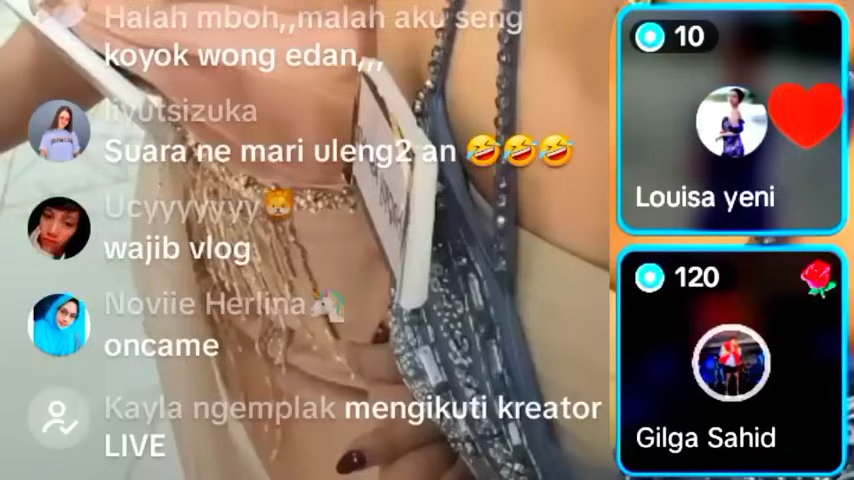 Halah mboh,,malah aku seng
koyok wong edan,,,
liyutsizuka
Suara ne mari uleng2 an 🤣🤣🤣
Ucyyyyyyy🐯
wajib vlog
Noviie Herlina🦄
oncame
Kayla ngemplak mengikuti kreator
LIVE
10
Louisa yeni
120
Gilga Sahid